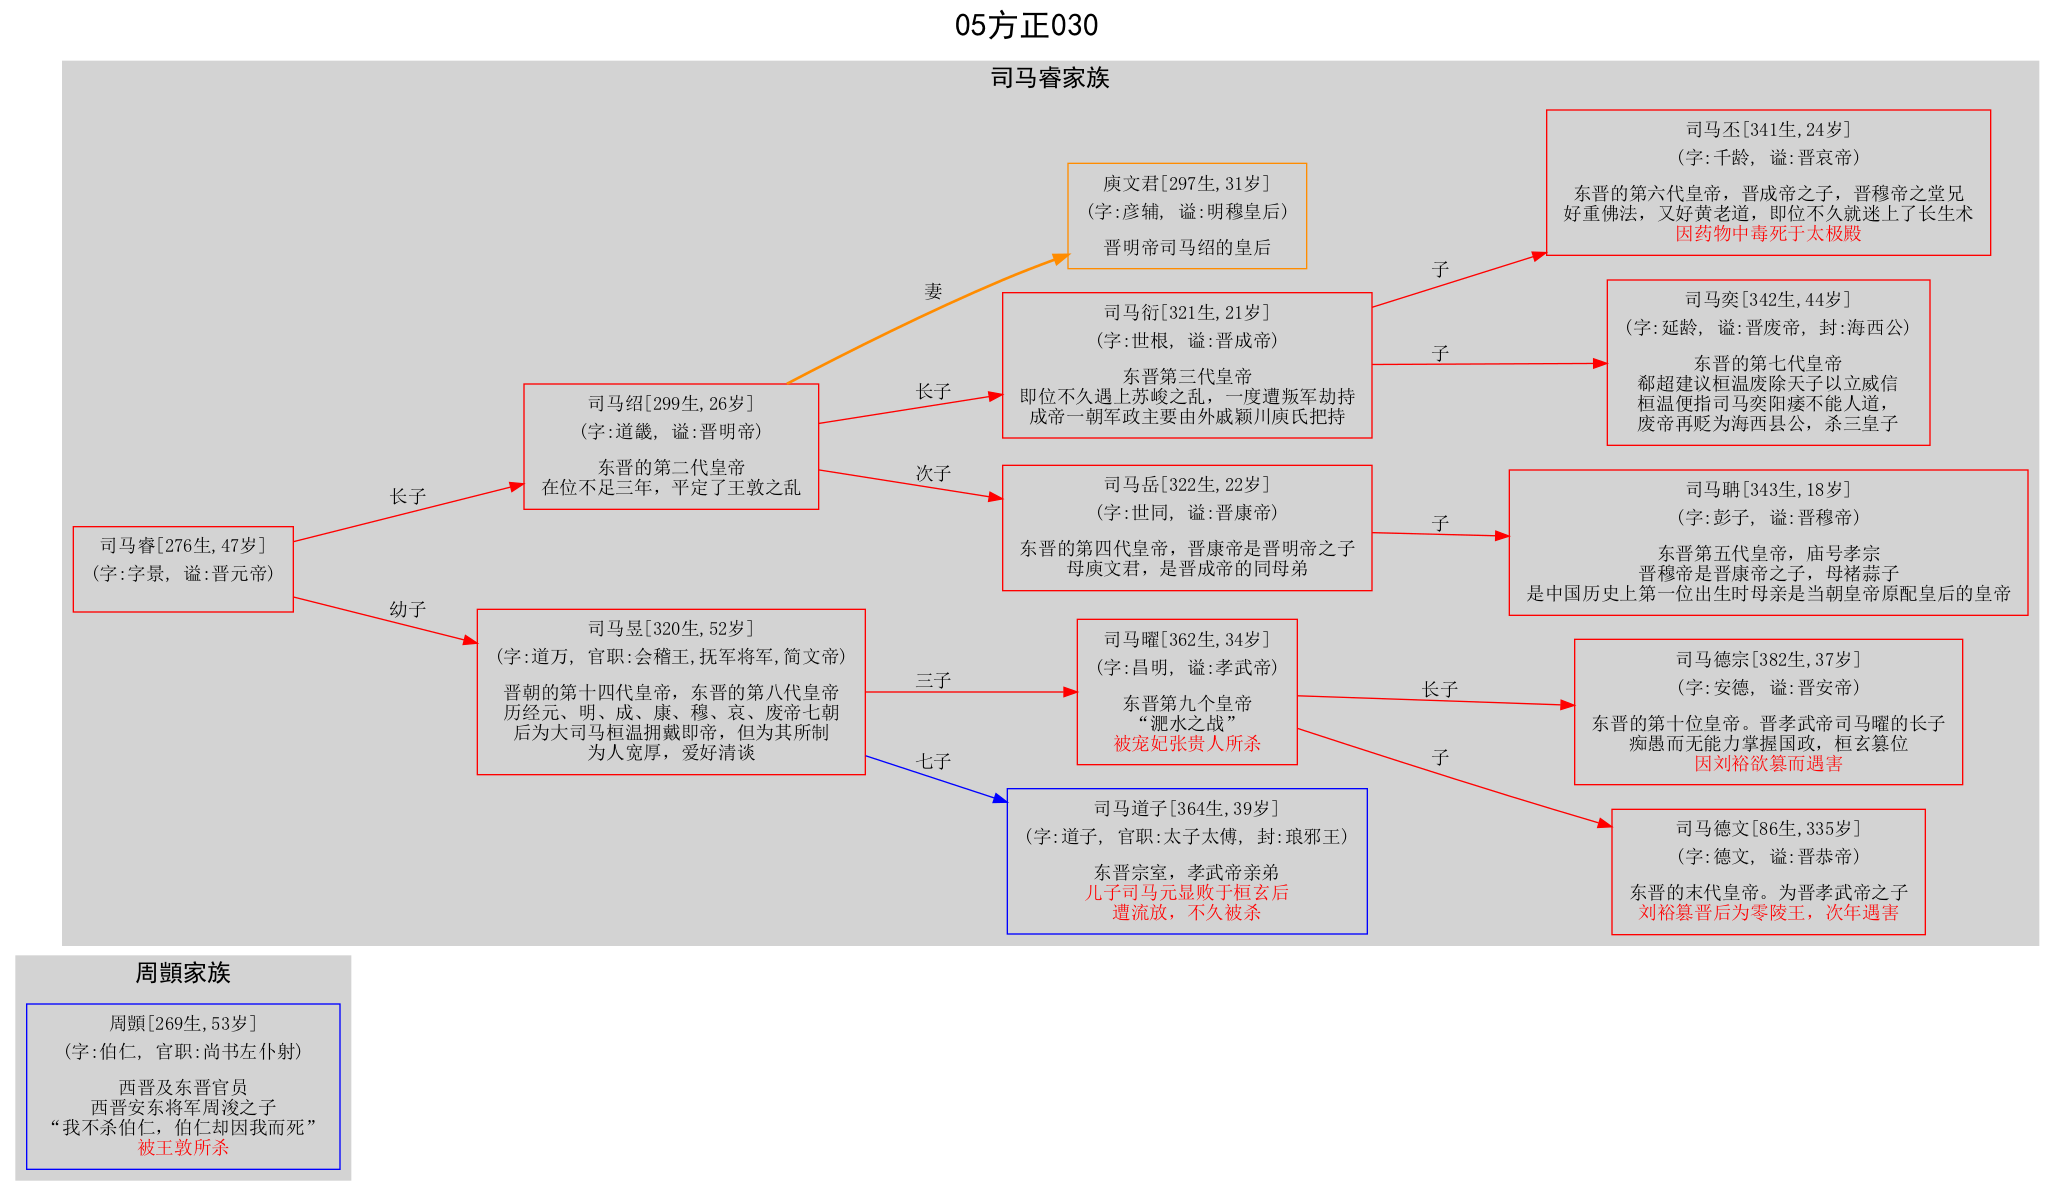 05方正030
司马睿家族
司马睿[276生,47岁]
(字:字景, 谥:晋元帝)
长子
幼子
司马绍[299生,26岁]
(字:道畿, 谥:晋明帝)
东晋的第二代皇帝
在位不足三年，平定了王敦之乱
司马昱[320生,52岁]
(字:道万, 官职:会稽王,抚军将军,简文帝)
晋朝的第十四代皇帝，东晋的第八代皇帝
历经元、明、成、康、穆、哀、废帝七朝
后为大司马桓温拥戴即帝，但为其所制
为人宽厚，爱好清谈
妻
长子
次子
三子
七子
庾文君[297生,31岁]
(字:彦辅, 谥:明穆皇后)
晋明帝司马绍的皇后
司马衍[321生,21岁]
(字:世根, 谥:晋成帝)
东晋第三代皇帝
即位不久遇上苏峻之乱，一度遭叛军劫持
成帝一朝军政主要由外戚颍川庾氏把持
司马岳[322生,22岁]
(字:世同, 谥:晋康帝)
东晋的第四代皇帝，晋康帝是晋明帝之子
母庾文君，是晋成帝的同母弟
司马曜[362生,34岁]
(字:昌明, 谥:孝武帝)
东晋第九个皇帝
“淝水之战”
被宠妃张贵人所杀
司马道子[364生,39岁]
(字:道子, 官职:太子太傅, 封:琅邪王)
东晋宗室，孝武帝亲弟
儿子司马元显败于桓玄后
遭流放，不久被杀
子
子
子
长子
子
司马丕[341生,24岁]
(字:千龄, 谥:晋哀帝)
东晋的第六代皇帝，晋成帝之子，晋穆帝之堂兄
好重佛法，又好黄老道，即位不久就迷上了长生术
因药物中毒死于太极殿
司马奕[342生,44岁]
(字:延龄, 谥:晋废帝, 封:海西公)
东晋的第七代皇帝
郗超建议桓温废除天子以立威信
桓温便指司马奕阳痿不能人道，
废帝再贬为海西县公，杀三皇子
司马聃[343生,18岁]
(字:彭子, 谥:晋穆帝)
东晋第五代皇帝，庙号孝宗
晋穆帝是晋康帝之子，母褚蒜子
是中国历史上第一位出生时母亲是当朝皇帝原配皇后的皇帝
司马德宗[382生,37岁]
(字:安德, 谥:晋安帝)
东晋的第十位皇帝。晋孝武帝司马曜的长子
痴愚而无能力掌握国政，桓玄篡位
因刘裕欲篡而遇害
司马德文[86生,335岁]
(字:德文, 谥:晋恭帝)
东晋的末代皇帝。为晋孝武帝之子
刘裕篡晋后为零陵王，次年遇害
周顗家族
周顗[269生,53岁]
(字:伯仁, 官职:尚书左仆射)
西晋及东晋官员
西晋安东将军周浚之子
“我不杀伯仁，伯仁却因我而死”
被王敦所杀